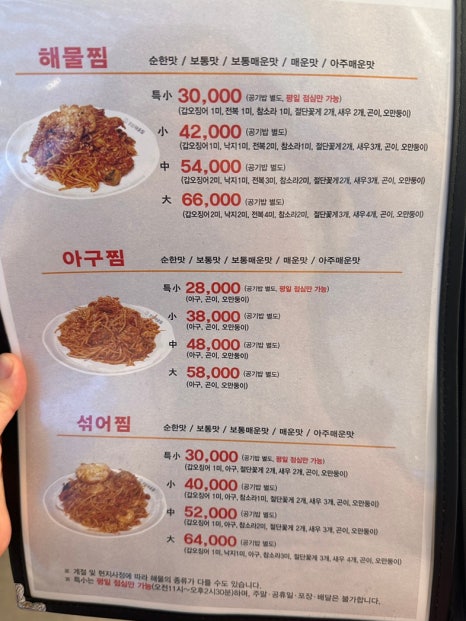 해물찜 순한맛 / 보통맛 / 보통매운맛 / 매운맛 / 아주매운맛
특小 30,000 (공기밥 별도, 평일 점심만 가능)
(갑오징어 1미, 전복 1미, 참소라 1미, 절단꽃게 2개, 새우 2개, 곤이, 오만둥이)
小 42,000 (공기밥 별도)
(갑오징어1미, 낙지1미, 전복2미, 참소라1미, 절단꽃게2개, 새우3개, 곤이, 오만둥이)
中 54,000 (공기밥 별도)
(갑오징어2미, 낙지1미, 전복3미, 참소라2미, 절단꽃게2개, 새우3개, 곤이, 오만둥이)
大 66,000 (공기밥 별도)
(갑오징어2미, 낙지2미, 전복4미, 참소라2미, 절단꽃게3개, 새우4개, 곤이, 오만둥이)
아구찜 순한맛 / 보통맛 / 보통매운맛 / 매운맛 / 아주매운맛
특小 28,000 (공기밥 별도, 평일 점심만 가능)
(아구, 곤이, 오만둥이)
小 38,000 (공기밥 별도)
(아구, 곤이, 오만둥이)
中 48,000 (공기밥 별도)
(아구, 곤이, 오만둥이)
大 58,000 (공기밥 별도)
(아구, 곤이, 오만둥이)
섞어찜 순한맛 / 보통맛 / 보통매운맛 / 매운맛 / 아주매운맛
특小 30,000 (공기밥 별도, 평일 점심만 가능)
(갑오징어 1미, 아구, 절단꽃게 2개, 새우 2개, 곤이, 오만둥이)
小 40,000 (공기밥 별도)
(갑오징어 1미, 아구, 참소라1미, 절단꽃게 2개, 새우 3개, 곤이, 오만둥이)
中 52,000 (공기밥 별도)
(갑오징어 1미, 아구, 참소라2미, 절단꽃게 2개, 새우 3개, 곤이, 오만둥이)
大 64,000 (공기밥 별도)
(갑오징어 1미, 낙지1미, 아구, 참소라3미, 절단꽃게 3개, 새우 4개, 곤이, 오만둥이)
※ 계절 및 현지사정에 따라 해물의 종류가 다를 수도 있습니다.
※ 특小는 평일 점심만 가능(오전11시~오후2시30분)하며, 주말·공휴일·포장·배달은 불가합니다.